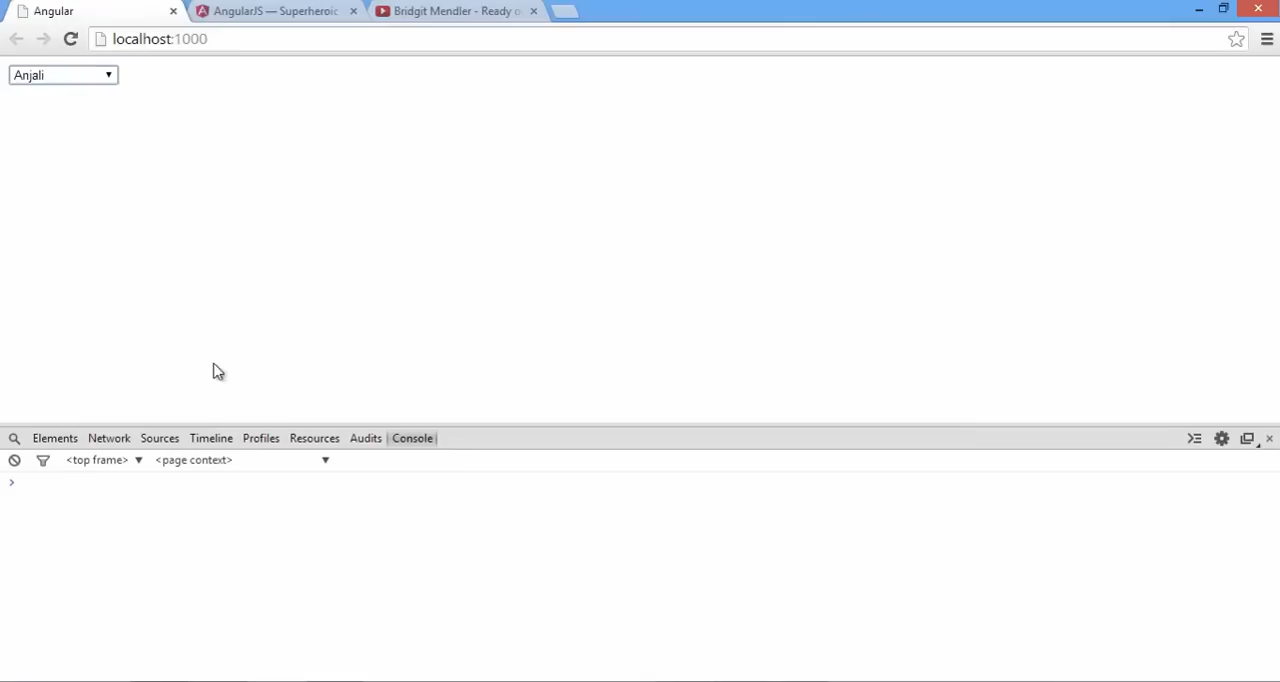 Angular
AngularJS — Superheroic
Bridgit Mendler - Ready o
localhost:1000
Anjali
Elements Network Sources Timeline Profiles Resources Audits Console
<top frame> <page context>